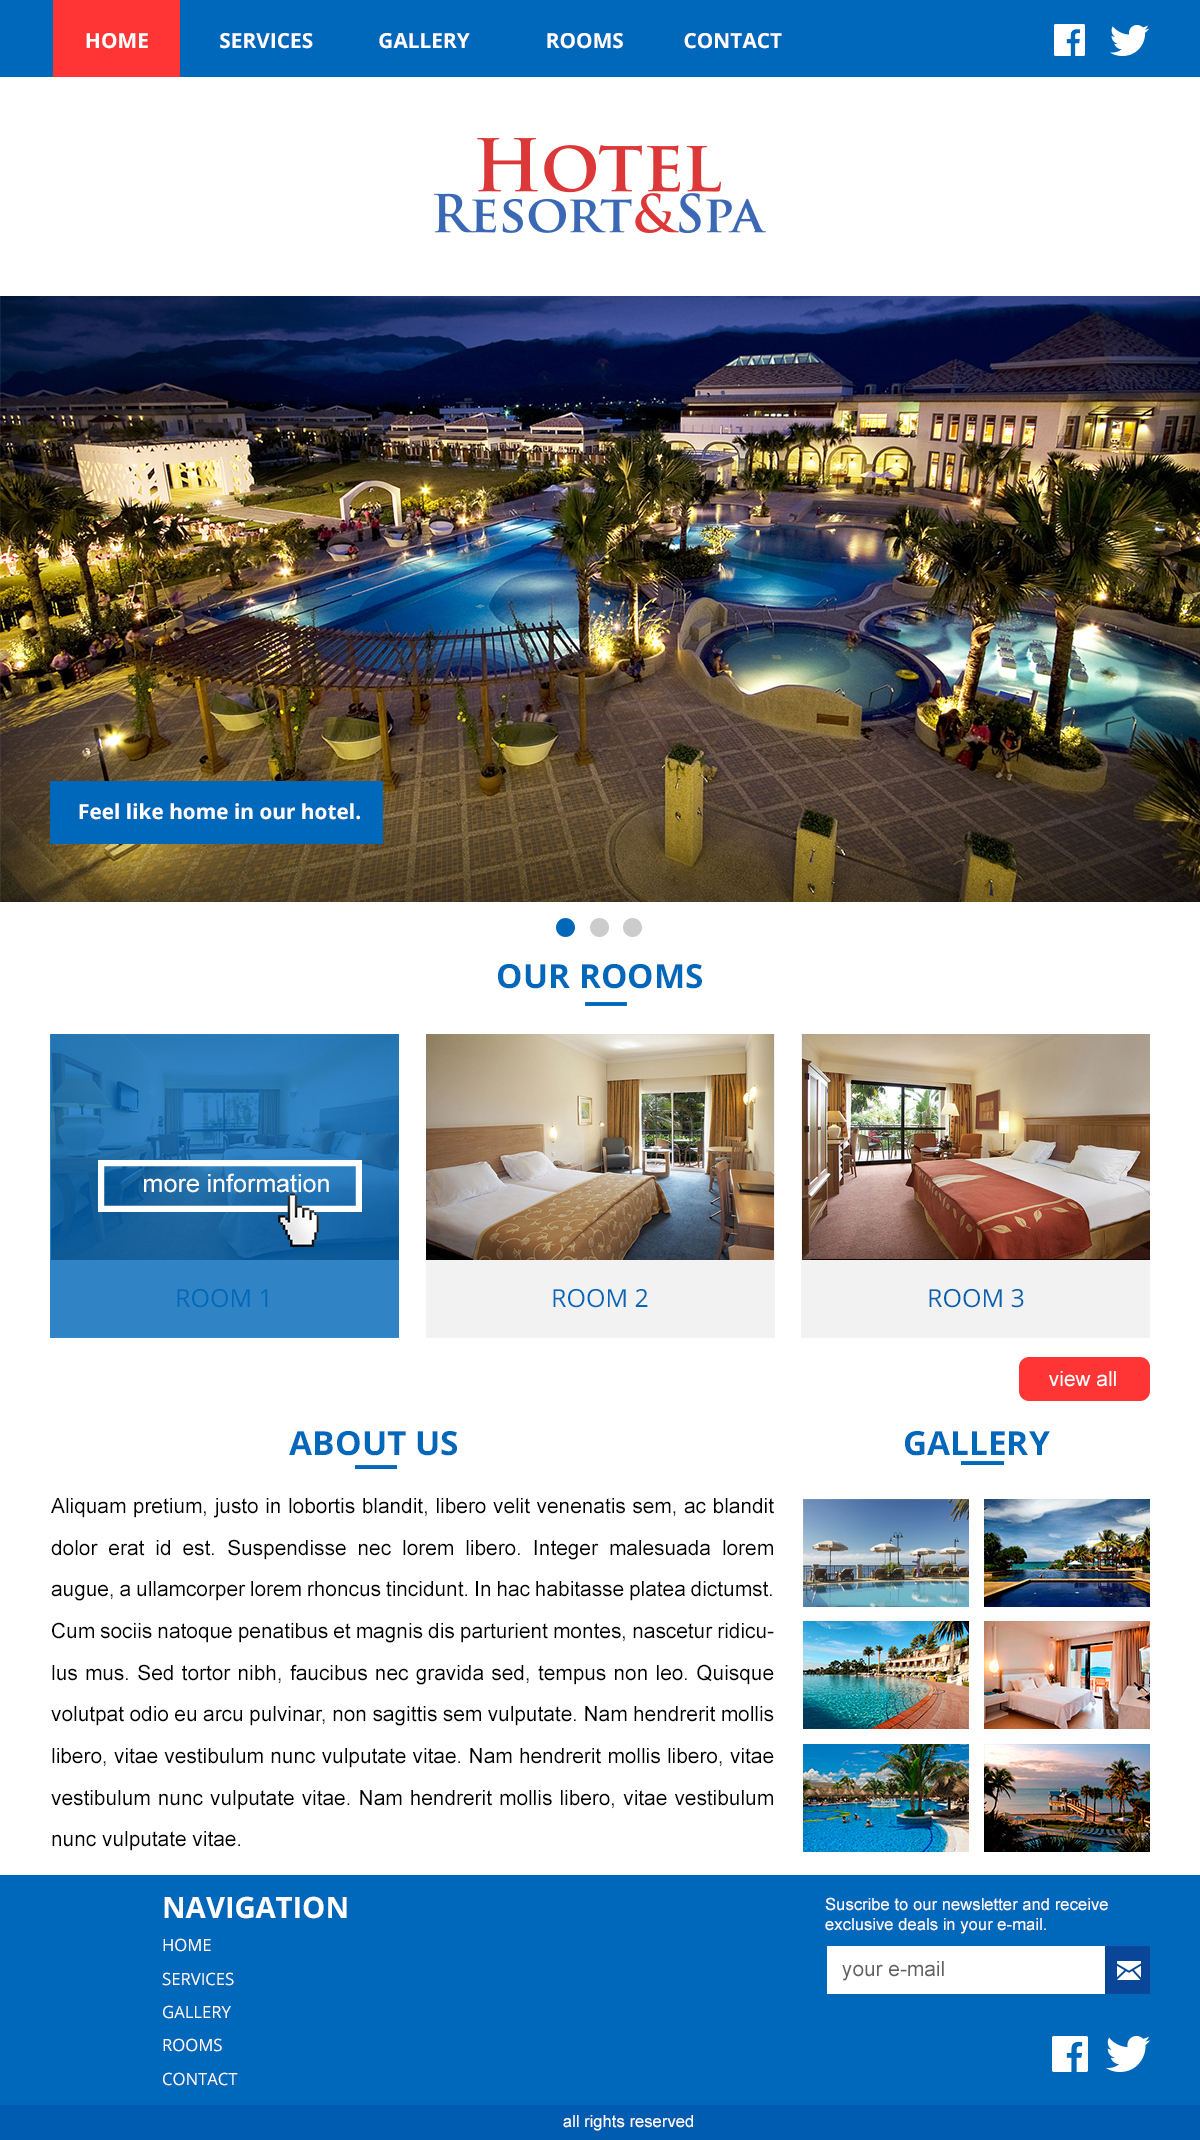 HOME SERVICES GALLERY ROOMS CONTACT
HOTEL
RESORT&SPA
Feel like home in our hotel.
OUR ROOMS
more information
ROOM 1 ROOM 2 ROOM 3
view all
ABOUT US
Aliquam pretium, justo in lobortis blandit, libero velit venenatis sem, ac blandit
dolor erat id est. Suspendisse nec lorem libero. Integer malesuada lorem
augue, a ullamcorper lorem rhoncus tincidunt. In hac habitasse platea dictumst.
Cum sociis natoque penatibus et magnis dis parturient montes, nascetur ridicu-
lus mus. Sed tortor nibh, faucibus nec gravida sed, tempus non leo. Quisque
volutpat odio eu arcu pulvinar, non sagittis sem vulputate. Nam hendrerit mollis
libero, vitae vestibulum nunc vulputate vitae. Nam hendrerit mollis libero, vitae
vestibulum nunc vulputate vitae. Nam hendrerit mollis libero, vitae vestibulum
nunc vulputate vitae.
GALLERY
NAVIGATION
HOME
SERVICES
GALLERY
ROOMS
CONTACT
Suscribe to our newsletter and receive
exclusive deals in your e-mail.
your e-mail
all rights reserved